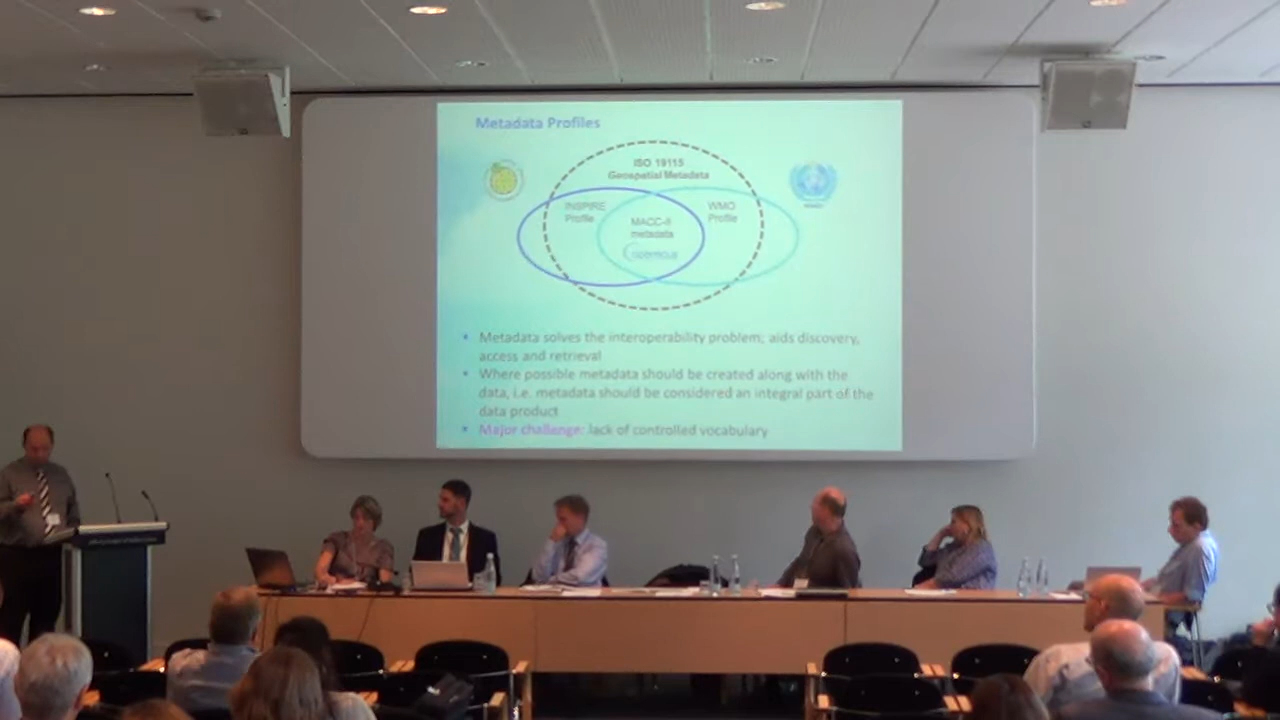 Metadata Profiles
ISO 19115
Geospatial Metadata
INSPIRE
Profile
WMO
Profile
MACC-II
metadata
• Metadata solves the interoperability problem; aids discovery,
access and retrieval
• Where possible metadata should be created along with the
data, i.e. metadata should be considered an integral part of the
data product
• Major challenge: lack of controlled vocabulary